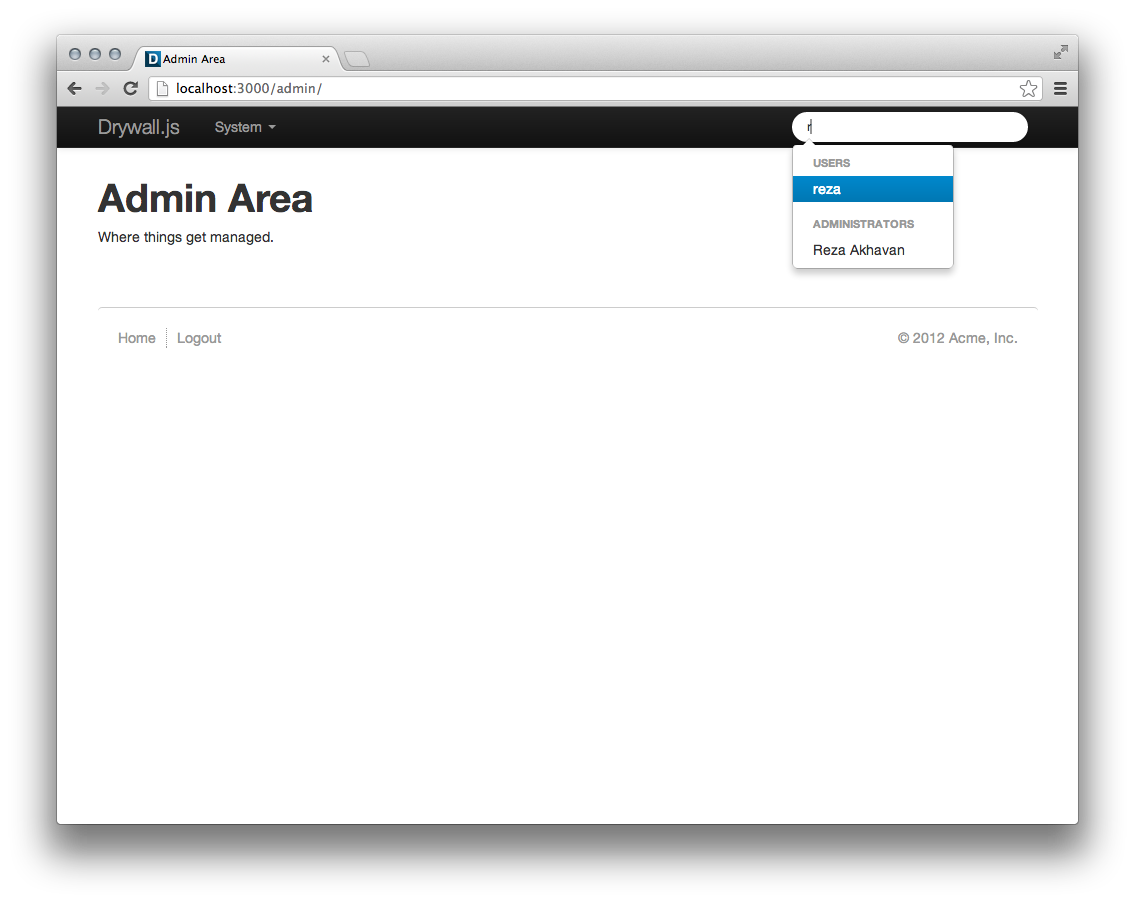 Admin Area
localhost:3000/admin/
Drywall.js System r
USERS
reza
ADMINISTRATORS
Reza Akhavan
Admin Area
Where things get managed.
Home Logout © 2012 Acme, Inc.